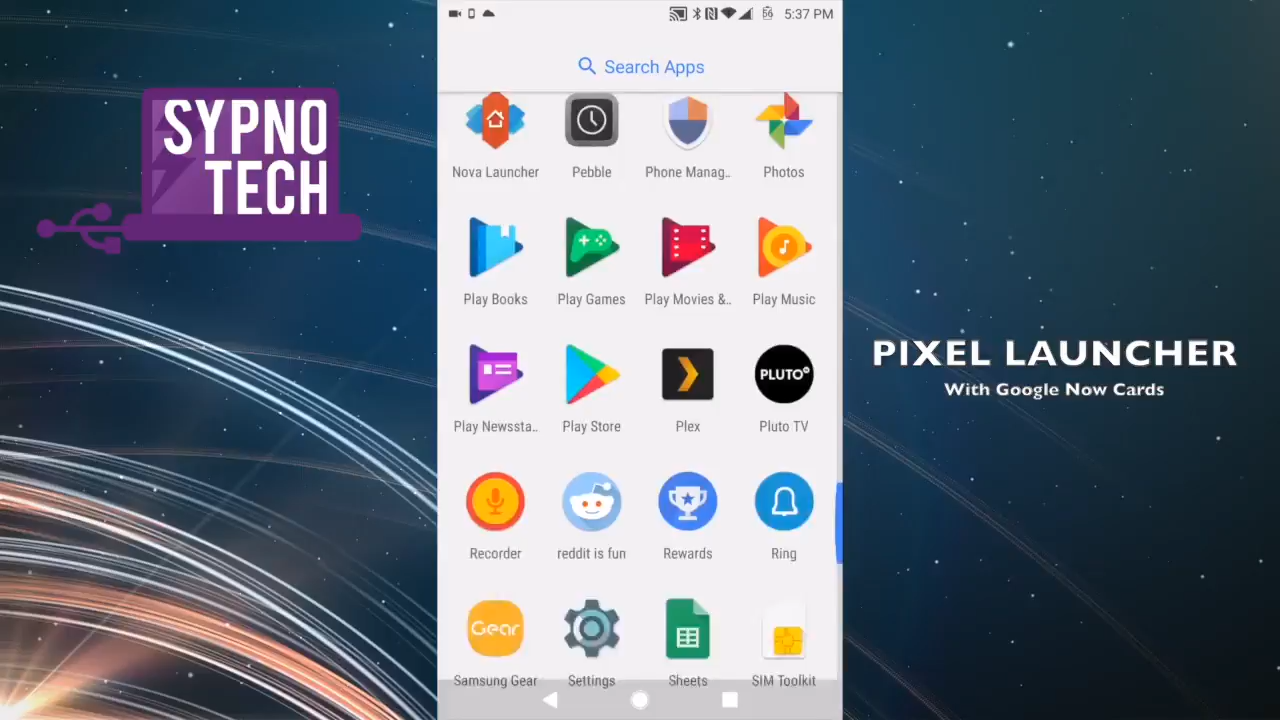 56 5:37 PM
Search Apps
SYPNO
TECH
Nova Launcher Pebble Phone Manag.. Photos
Play Books Play Games Play Movies &.. Play Music
PLUTO TV
Play Newssta.. Play Store Plex Pluto TV
Recorder reddit is fun Rewards Ring
Gear
Samsung Gear Settings Sheets SIM Toolkit
PIXEL LAUNCHER
With Google Now Cards